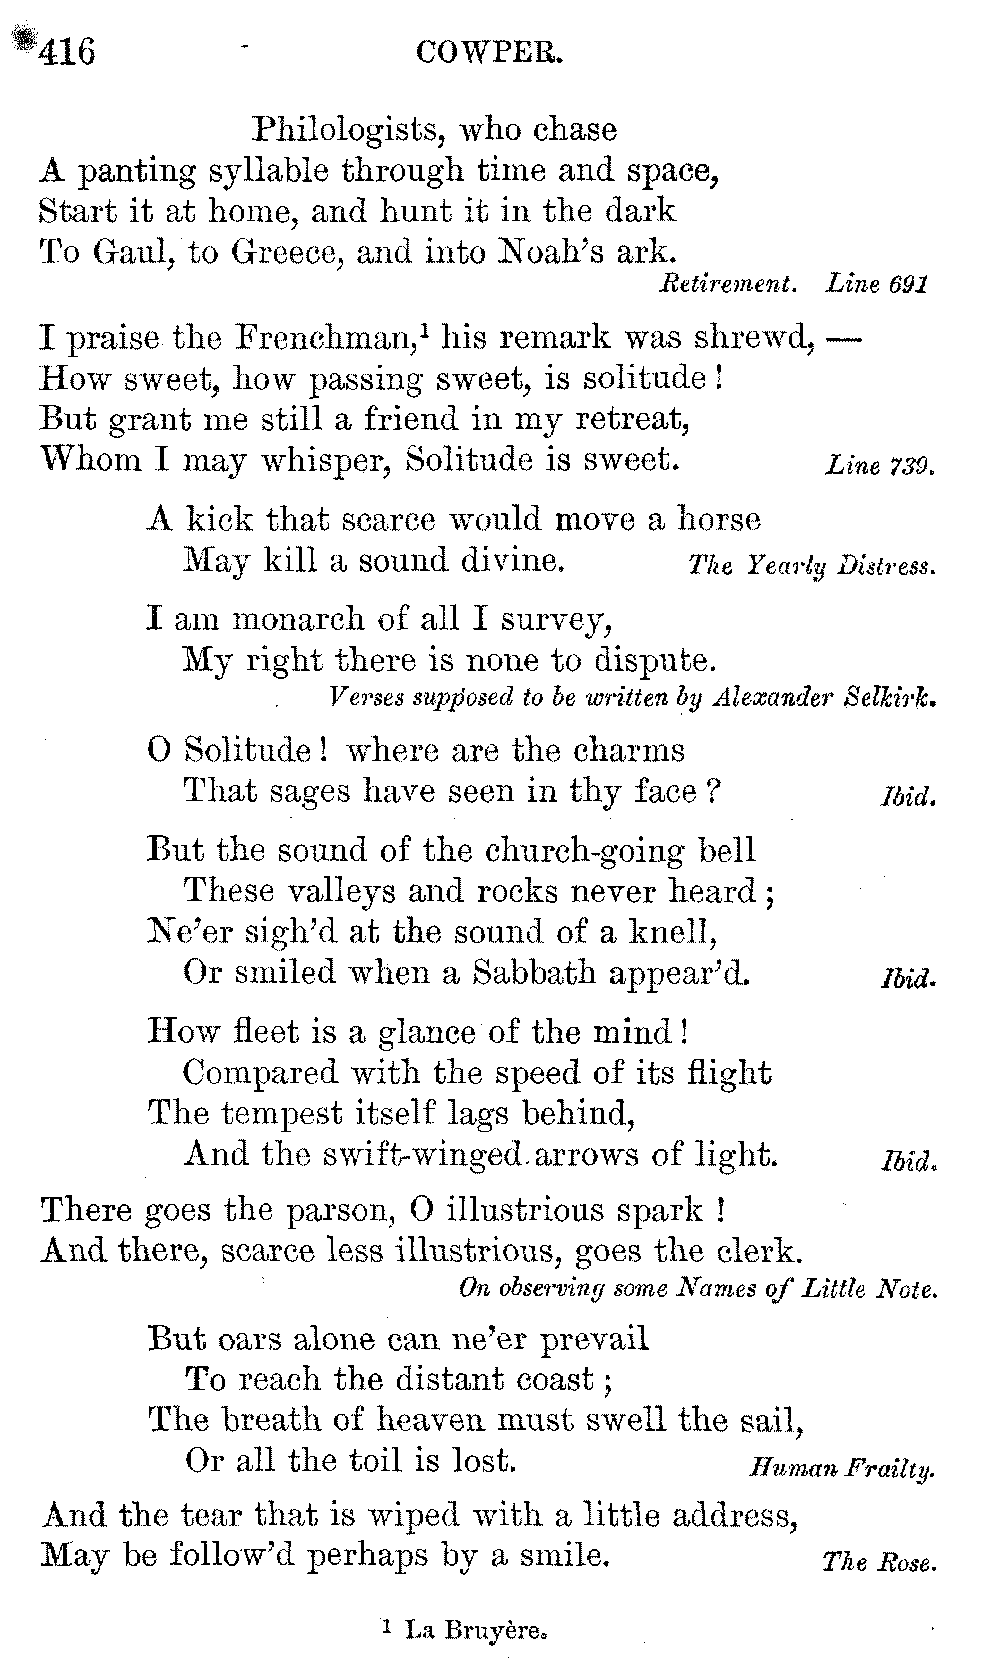 416 COWPER.
Philologists, who chase
A panting syllable through time and space,
Start it at home, and hunt it in the dark
To Gaul, to Greece, and into Noah's ark.
Retirement. Line 691
I praise the Frenchman,¹ his remark was shrewd, —
How sweet, how passing sweet, is solitude!
But grant me still a friend in my retreat,
Whom I may whisper, Solitude is sweet. Line 739.
A kick that scarce would move a horse
May kill a sound divine. The Yearly Distress.
I am monarch of all I survey,
My right there is none to dispute.
Verses supposed to be written by Alexander Selkirk.
O Solitude! where are the charms
That sages have seen in thy face? Ibid.
But the sound of the church-going bell
These valleys and rocks never heard;
Ne'er sigh'd at the sound of a knell,
Or smiled when a Sabbath appear'd. Ibid.
How fleet is a glance of the mind!
Compared with the speed of its flight
The tempest itself lags behind,
And the swift-winged arrows of light. Ibid.
There goes the parson, O illustrious spark!
And there, scarce less illustrious, goes the clerk.
On observing some Names of Little Note.
But oars alone can ne'er prevail
To reach the distant coast;
The breath of heaven must swell the sail,
Or all the toil is lost. Human Frailty.
And the tear that is wiped with a little address,
May be follow'd perhaps by a smile. The Rose.
¹ La Bruyère.